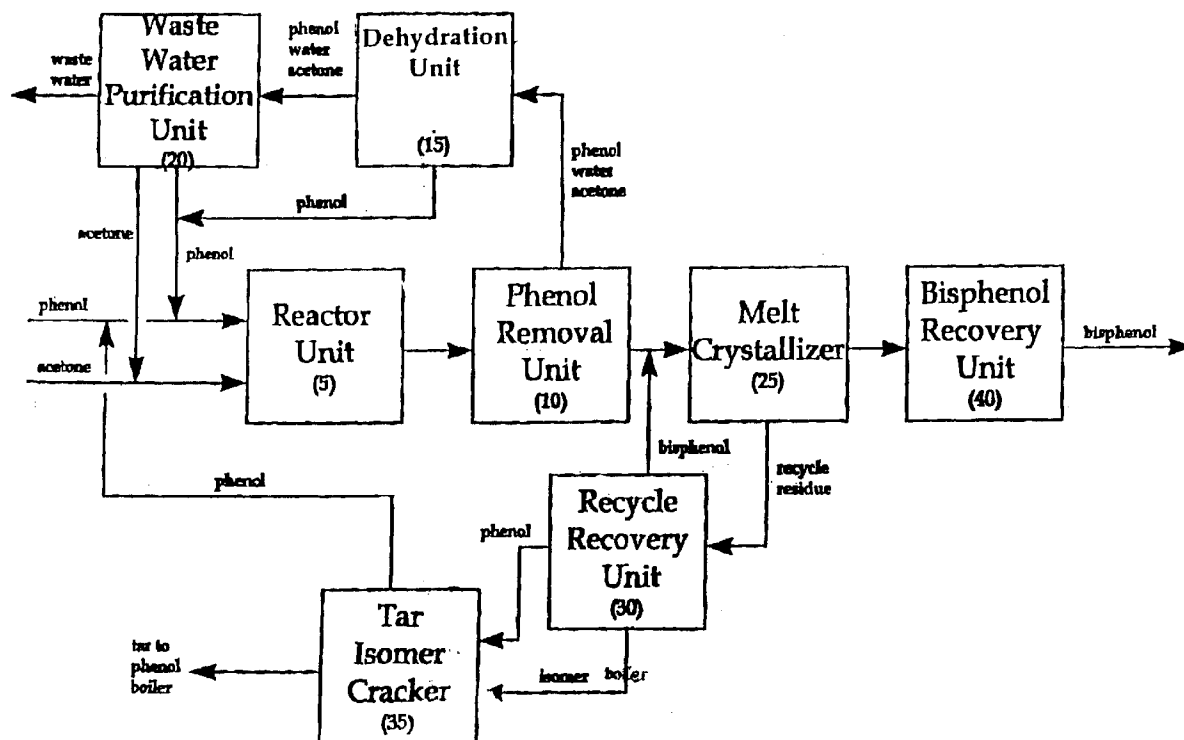 Waste
Water
Purification
Unit
(20)
waste
water
phenol
water
acetone
Dehydration
Unit
(15)
phenol
water
acetone
phenol
acetone
phenol
phenol
acetone
Reactor
Unit
(5)
Phenol
Removal
Unit
(10)
Melt
Crystallizer
(25)
Bisphenol
Recovery
Unit
(40)
bisphenol
bisphenol
recycle
residue
phenol
phenol
Recycle
Recovery
Unit
(30)
Tar
Isomer
Cracker
(35)
tar to
phenol
boiler
isomer boiler